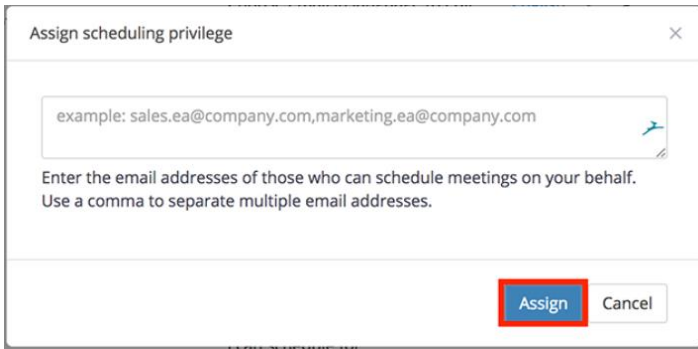 Assign scheduling privilege
example: sales.ea@company.com,marketing.ea@company.com
Enter the email addresses of those who can schedule meetings on your behalf.
Use a comma to separate multiple email addresses.
Assign Cancel